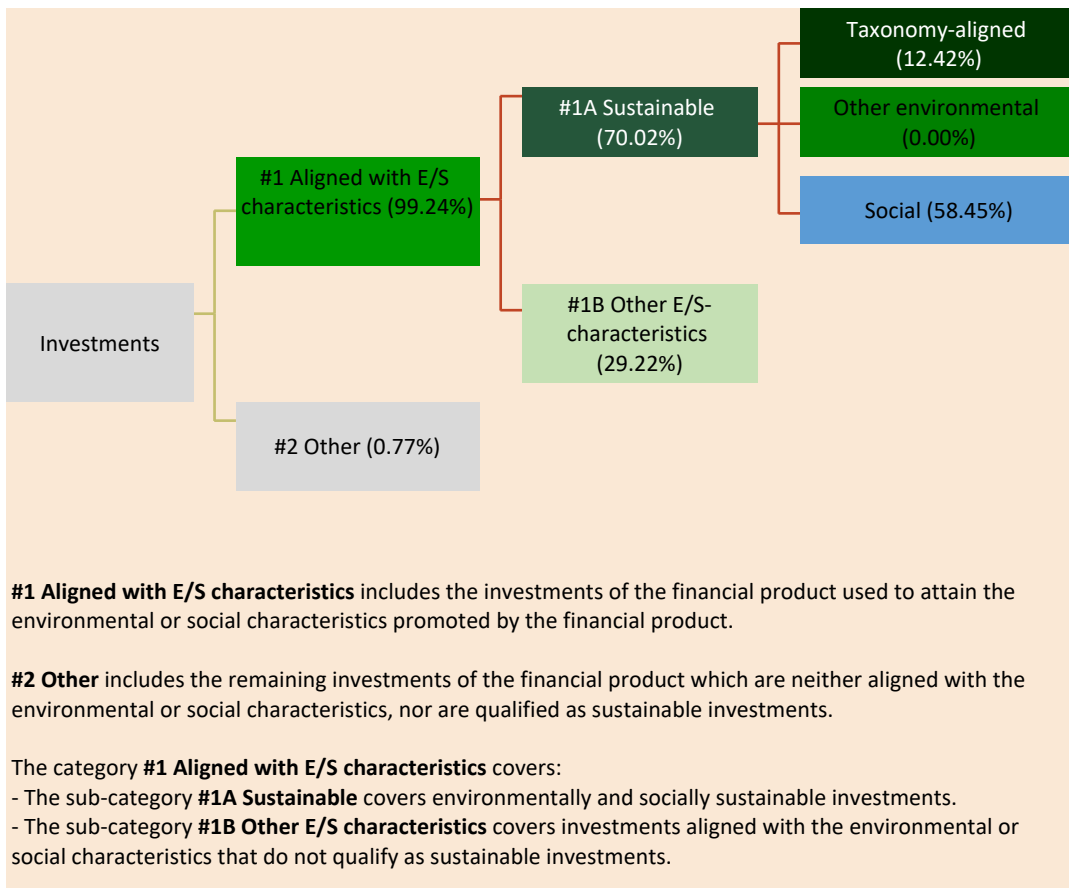 Taxonomy-aligned
(12.42%)
#1A Sustainable
(70.02%)
Other environmental
(0.00%)
#1 Aligned with E/S
characteristics (99.24%)
Social (58.45%)
Investments
#1B Other E/S-
characteristics
(29.22%)
#2 Other (0.77%)
#1 Aligned with E/S characteristics includes the investments of the financial product used to attain the
environmental or social characteristics promoted by the financial product.
#2 Other includes the remaining investments of the financial product which are neither aligned with the
environmental or social characteristics, nor are qualified as sustainable investments.
The category #1 Aligned with E/S characteristics covers:
- The sub-category #1A Sustainable covers environmentally and socially sustainable investments.
- The sub-category #1B Other E/S characteristics covers investments aligned with the environmental or
social characteristics that do not qualify as sustainable investments.